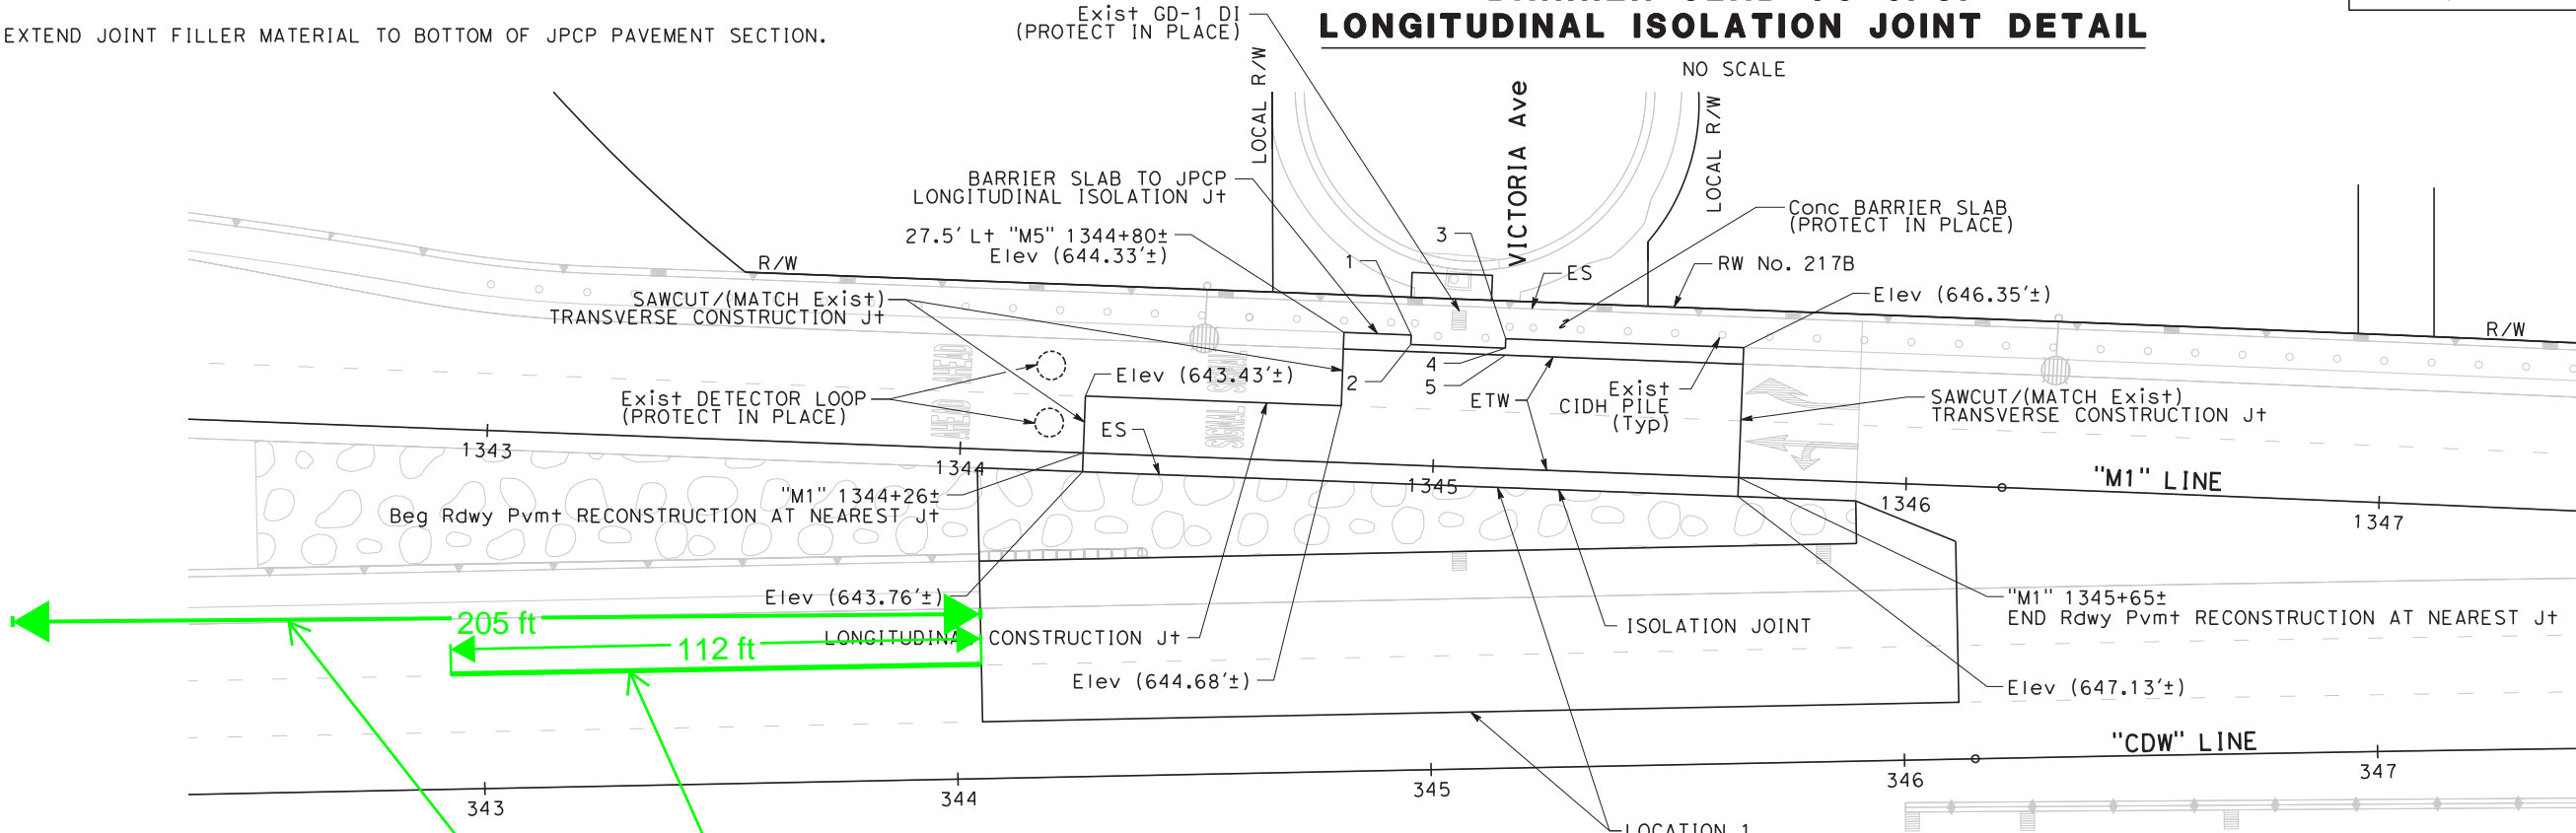 Exist GD-1 DI
(PROTECT IN PLACE)
LONGITUDINAL ISOLATION JOINT DETAIL
EXTEND JOINT FILLER MATERIAL TO BOTTOM OF JPCP PAVEMENT SECTION.
NO SCALE
LOCAL R/W
VICTORIA Ave
LOCAL R/W
BARRIER SLAB TO JPCP
LONGITUDINAL ISOLATION Jt
27.5' Lt "M5" 1344+80±
Elev (644.33'±)
Conc BARRIER SLAB
(PROTECT IN PLACE)
3
1
R/W
ES
RW No. 217B
SAWCUT/(MATCH Exist)
TRANSVERSE CONSTRUCTION Jt
Elev (646.35'±)
R/W
AHEAD
SIGNAL
4
5
2
Elev (643.43'±)
Exist DETECTOR LOOP
(PROTECT IN PLACE)
ETW
Exist
CIDH PILE
(Typ)
SAWCUT/(MATCH Exist)
TRANSVERSE CONSTRUCTION Jt
AHEAD
SIGNAL
ES
1343
1344
1345
1346
"M1" LINE
1347
"M1" 1344+26±
Beg Rdwy Pvmt RECONSTRUCTION AT NEAREST Jt
Elev (643.76'±)
"M1" 1345+65±
END Rdwy Pvmt RECONSTRUCTION AT NEAREST Jt
205 ft
112 ft
LONGITUDINAL CONSTRUCTION Jt
ISOLATION JOINT
Elev (644.68'±)
Elev (647.13'±)
"CDW" LINE
343
344
345
346
347
LOCATION 1